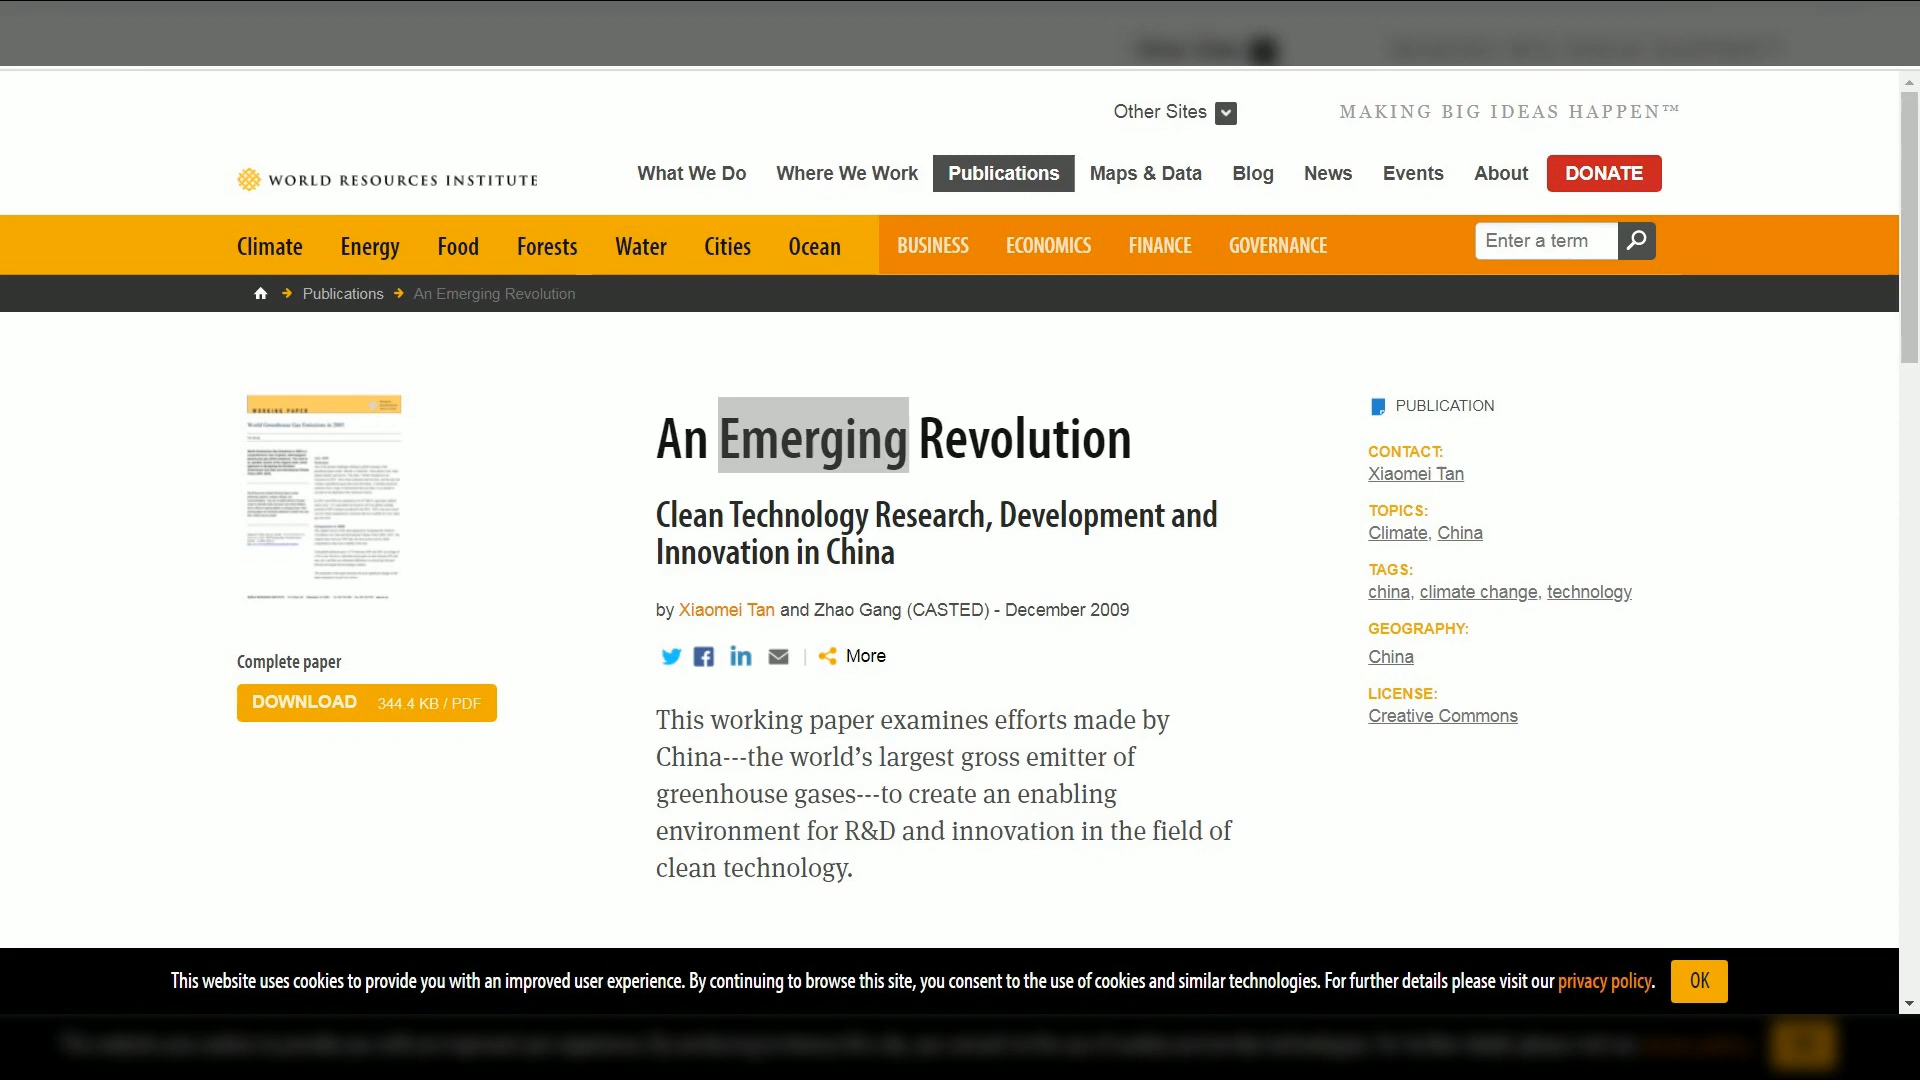 Other Sites
MAKING BIG IDEAS HAPPEN™
WORLD RESOURCES INSTITUTE
What We Do Where We Work Publications Maps & Data Blog News Events About DONATE
Climate Energy Food Forests Water Cities Ocean BUSINESS ECONOMICS FINANCE GOVERNANCE Enter a term
Publications An Emerging Revolution
WORKING PAPER
World Greenhouse Gas Emissions in 2005
Complete paper
DOWNLOAD 344.4 KB / PDF
An Emerging Revolution
Clean Technology Research, Development and
Innovation in China
by Xiaomei Tan and Zhao Gang (CASTED) - December 2009
More
This working paper examines efforts made by
China---the world’s largest gross emitter of
greenhouse gases---to create an enabling
environment for R&D and innovation in the field of
clean technology.
PUBLICATION
CONTACT:
Xiaomei Tan
TOPICS:
Climate, China
TAGS:
china, climate change, technology
GEOGRAPHY:
China
LICENSE:
Creative Commons
This website uses cookies to provide you with an improved user experience. By continuing to browse this site, you consent to the use of cookies and similar technologies. For further details please visit our privacy policy. OK